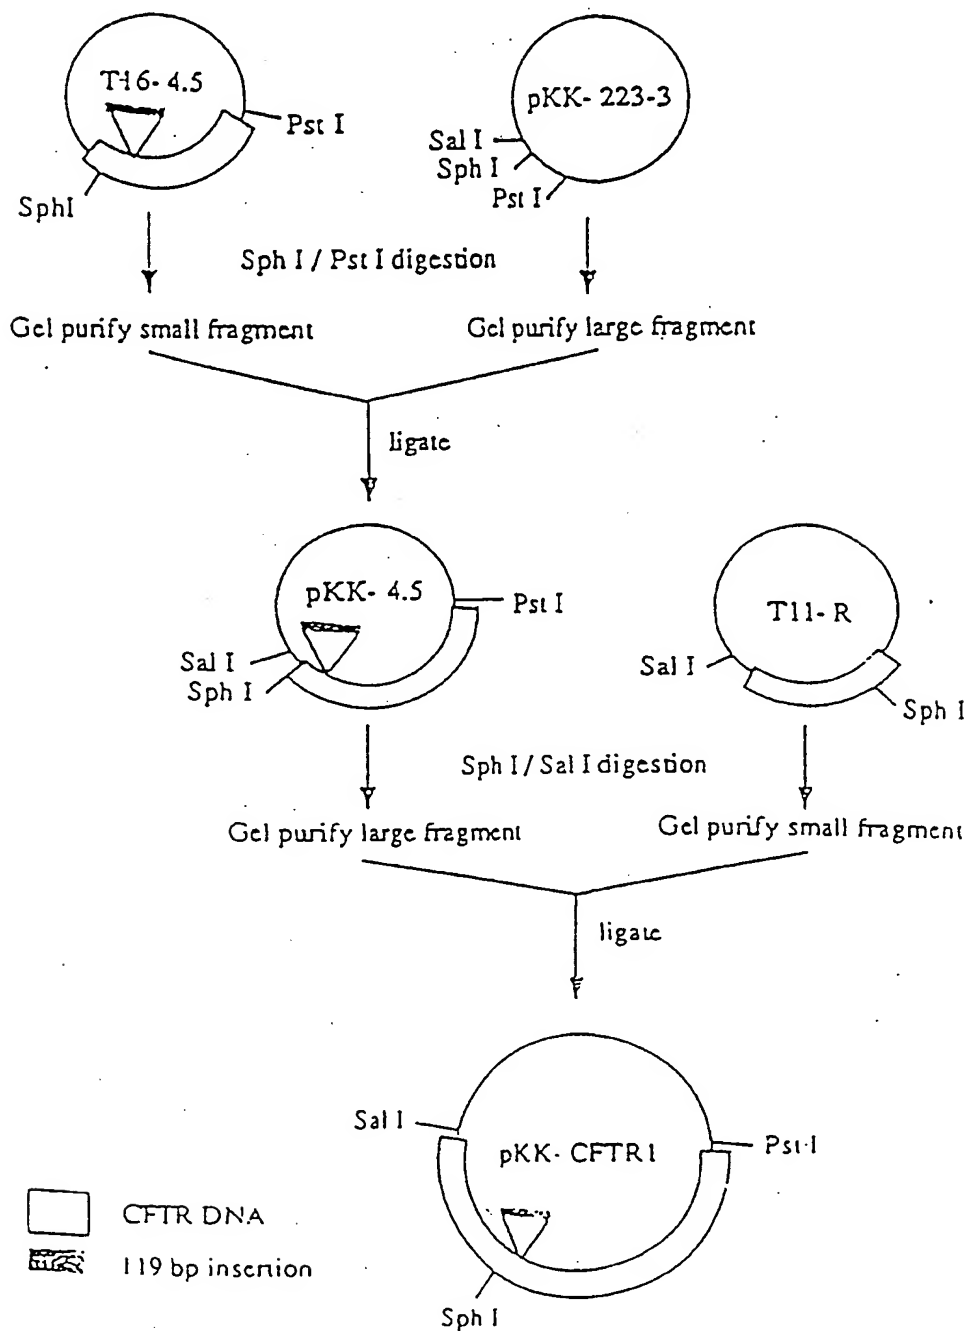 T16-4.5
Pst I
SphI
pKK-223-3
Sal I
Sph I
Pst I
Sph I / Pst I digestion
Gel purify small fragment
Gel purify large fragment
ligate
pKK-4.5
Pst I
Sal I
Sph I
T11-R
Sal I
Sph I
Sph I / Sal I digestion
Gel purify large fragment
Gel purify small fragment
ligate
Sal I
pKK-CFTR1
Pst I
Sph I
CFTR DNA
119 bp insertion